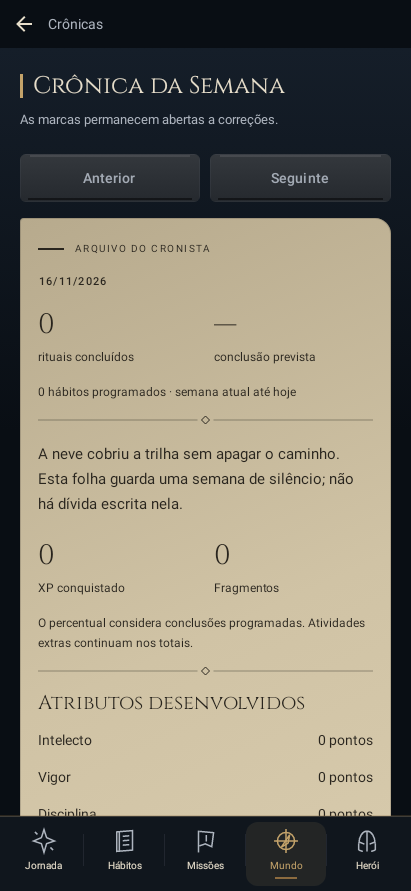 Crônicas
Crônica da Semana
As marcas permanecem abertas a correções.
Anterior
Seguinte
ARQUIVO DO CRONISTA
16/11/2026
0
—
rituais concluídos
conclusão prevista
0 hábitos programados · semana atual até hoje
A neve cobriu a trilha sem apagar o caminho.
Esta folha guarda uma semana de silêncio; não
há dívida escrita nela.
0
0
XP conquistado
Fragmentos
O percentual considera conclusões programadas. Atividades
extras continuam nos totais.
Atributos desenvolvidos
Intelecto 0 pontos
Vigor 0 pontos
Disciplina 0 pontos
Jornada
Hábitos
Missões
Mundo
Herói